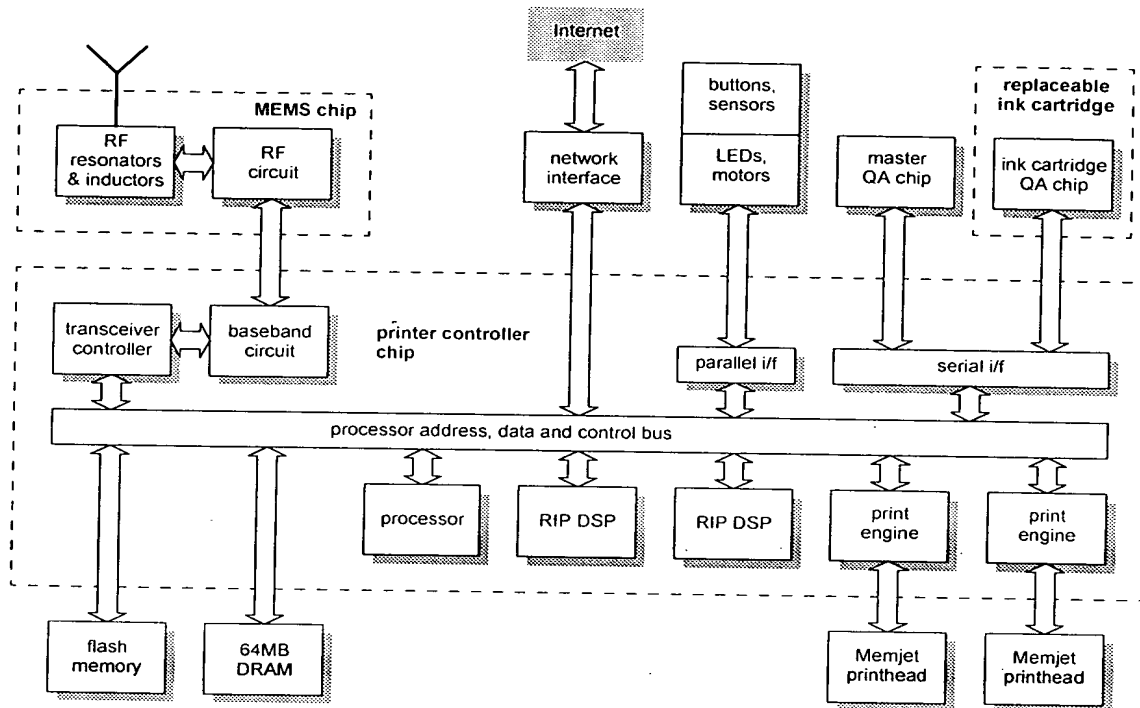 Internet
MEMS chip
RF
resonators
& inductors
RF
circuit
network
interface
buttons,
sensors
LEDs,
motors
master
QA chip
replaceable
ink cartridge
ink cartridge
QA chip
transceiver
controller
baseband
circuit
printer controller
chip
parallel i/f
serial i/f
processor address, data and control bus
processor
RIP DSP
RIP DSP
print
engine
print
engine
flash
memory
64MB
DRAM
Memjet
printhead
Memjet
printhead